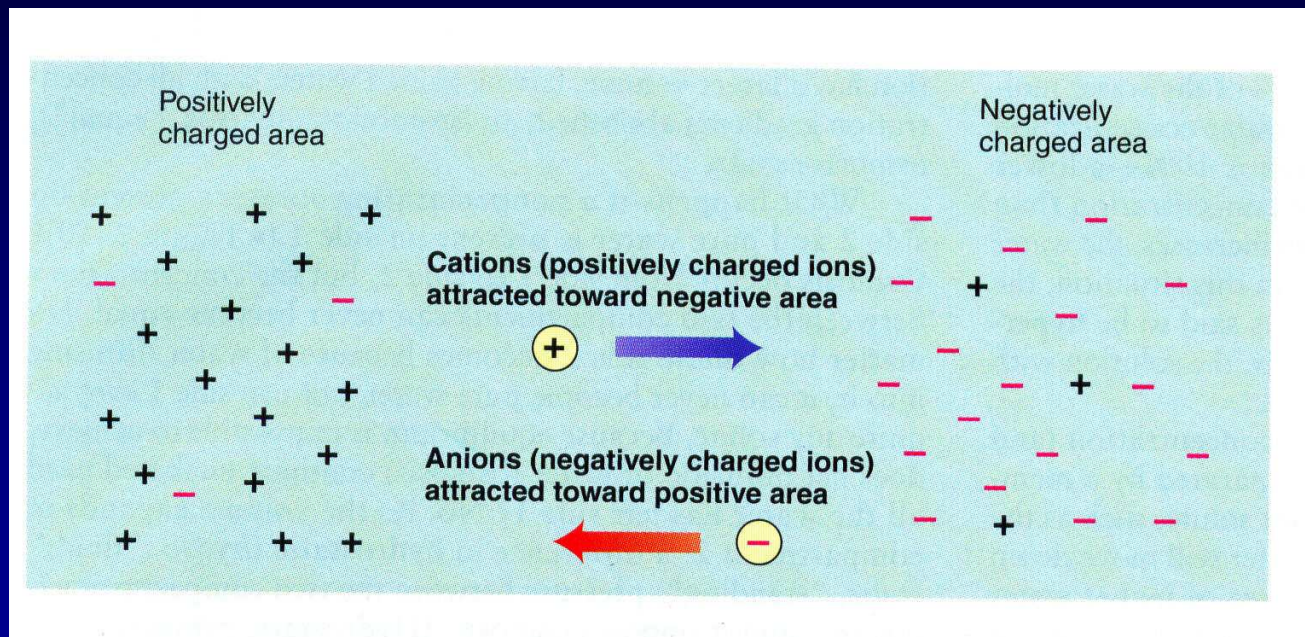 Positively
charged area
Negatively
charged area
Cations (positively charged ions)
attracted toward negative area
Anions (negatively charged ions)
attracted toward positive area